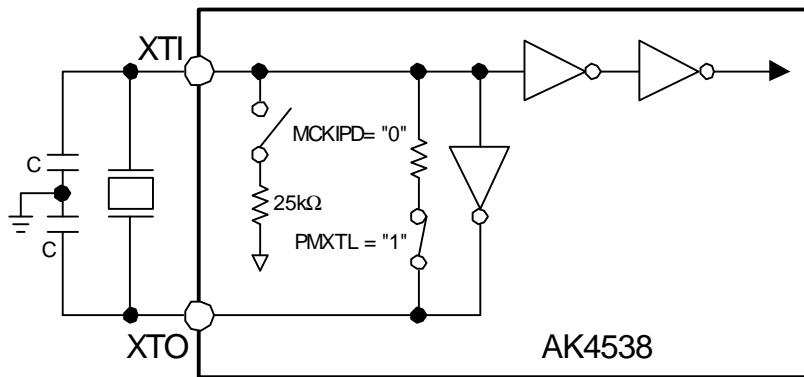 XTI
MCKIPD= "0"
C
25kΩ
C
PMXTL = "1"
XTO
AK4538